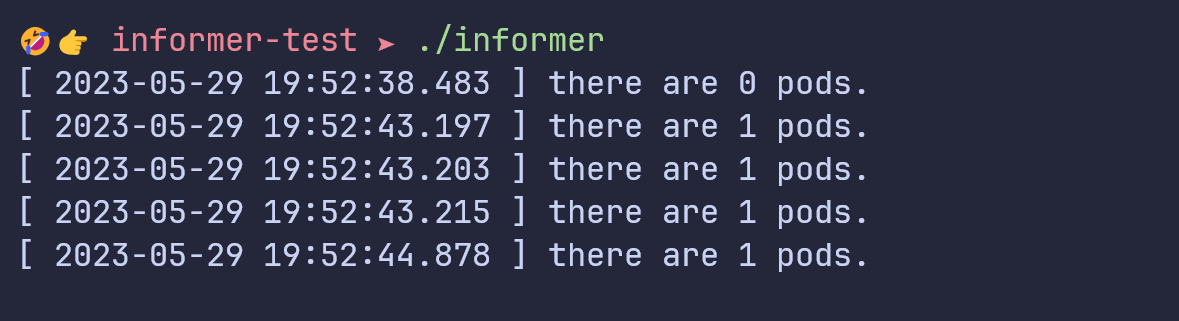 🤣👉 informer-test ➤ ./informer
[ 2023-05-29 19:52:38.483 ] there are 0 pods.
[ 2023-05-29 19:52:43.197 ] there are 1 pods.
[ 2023-05-29 19:52:43.203 ] there are 1 pods.
[ 2023-05-29 19:52:43.215 ] there are 1 pods.
[ 2023-05-29 19:52:44.878 ] there are 1 pods.